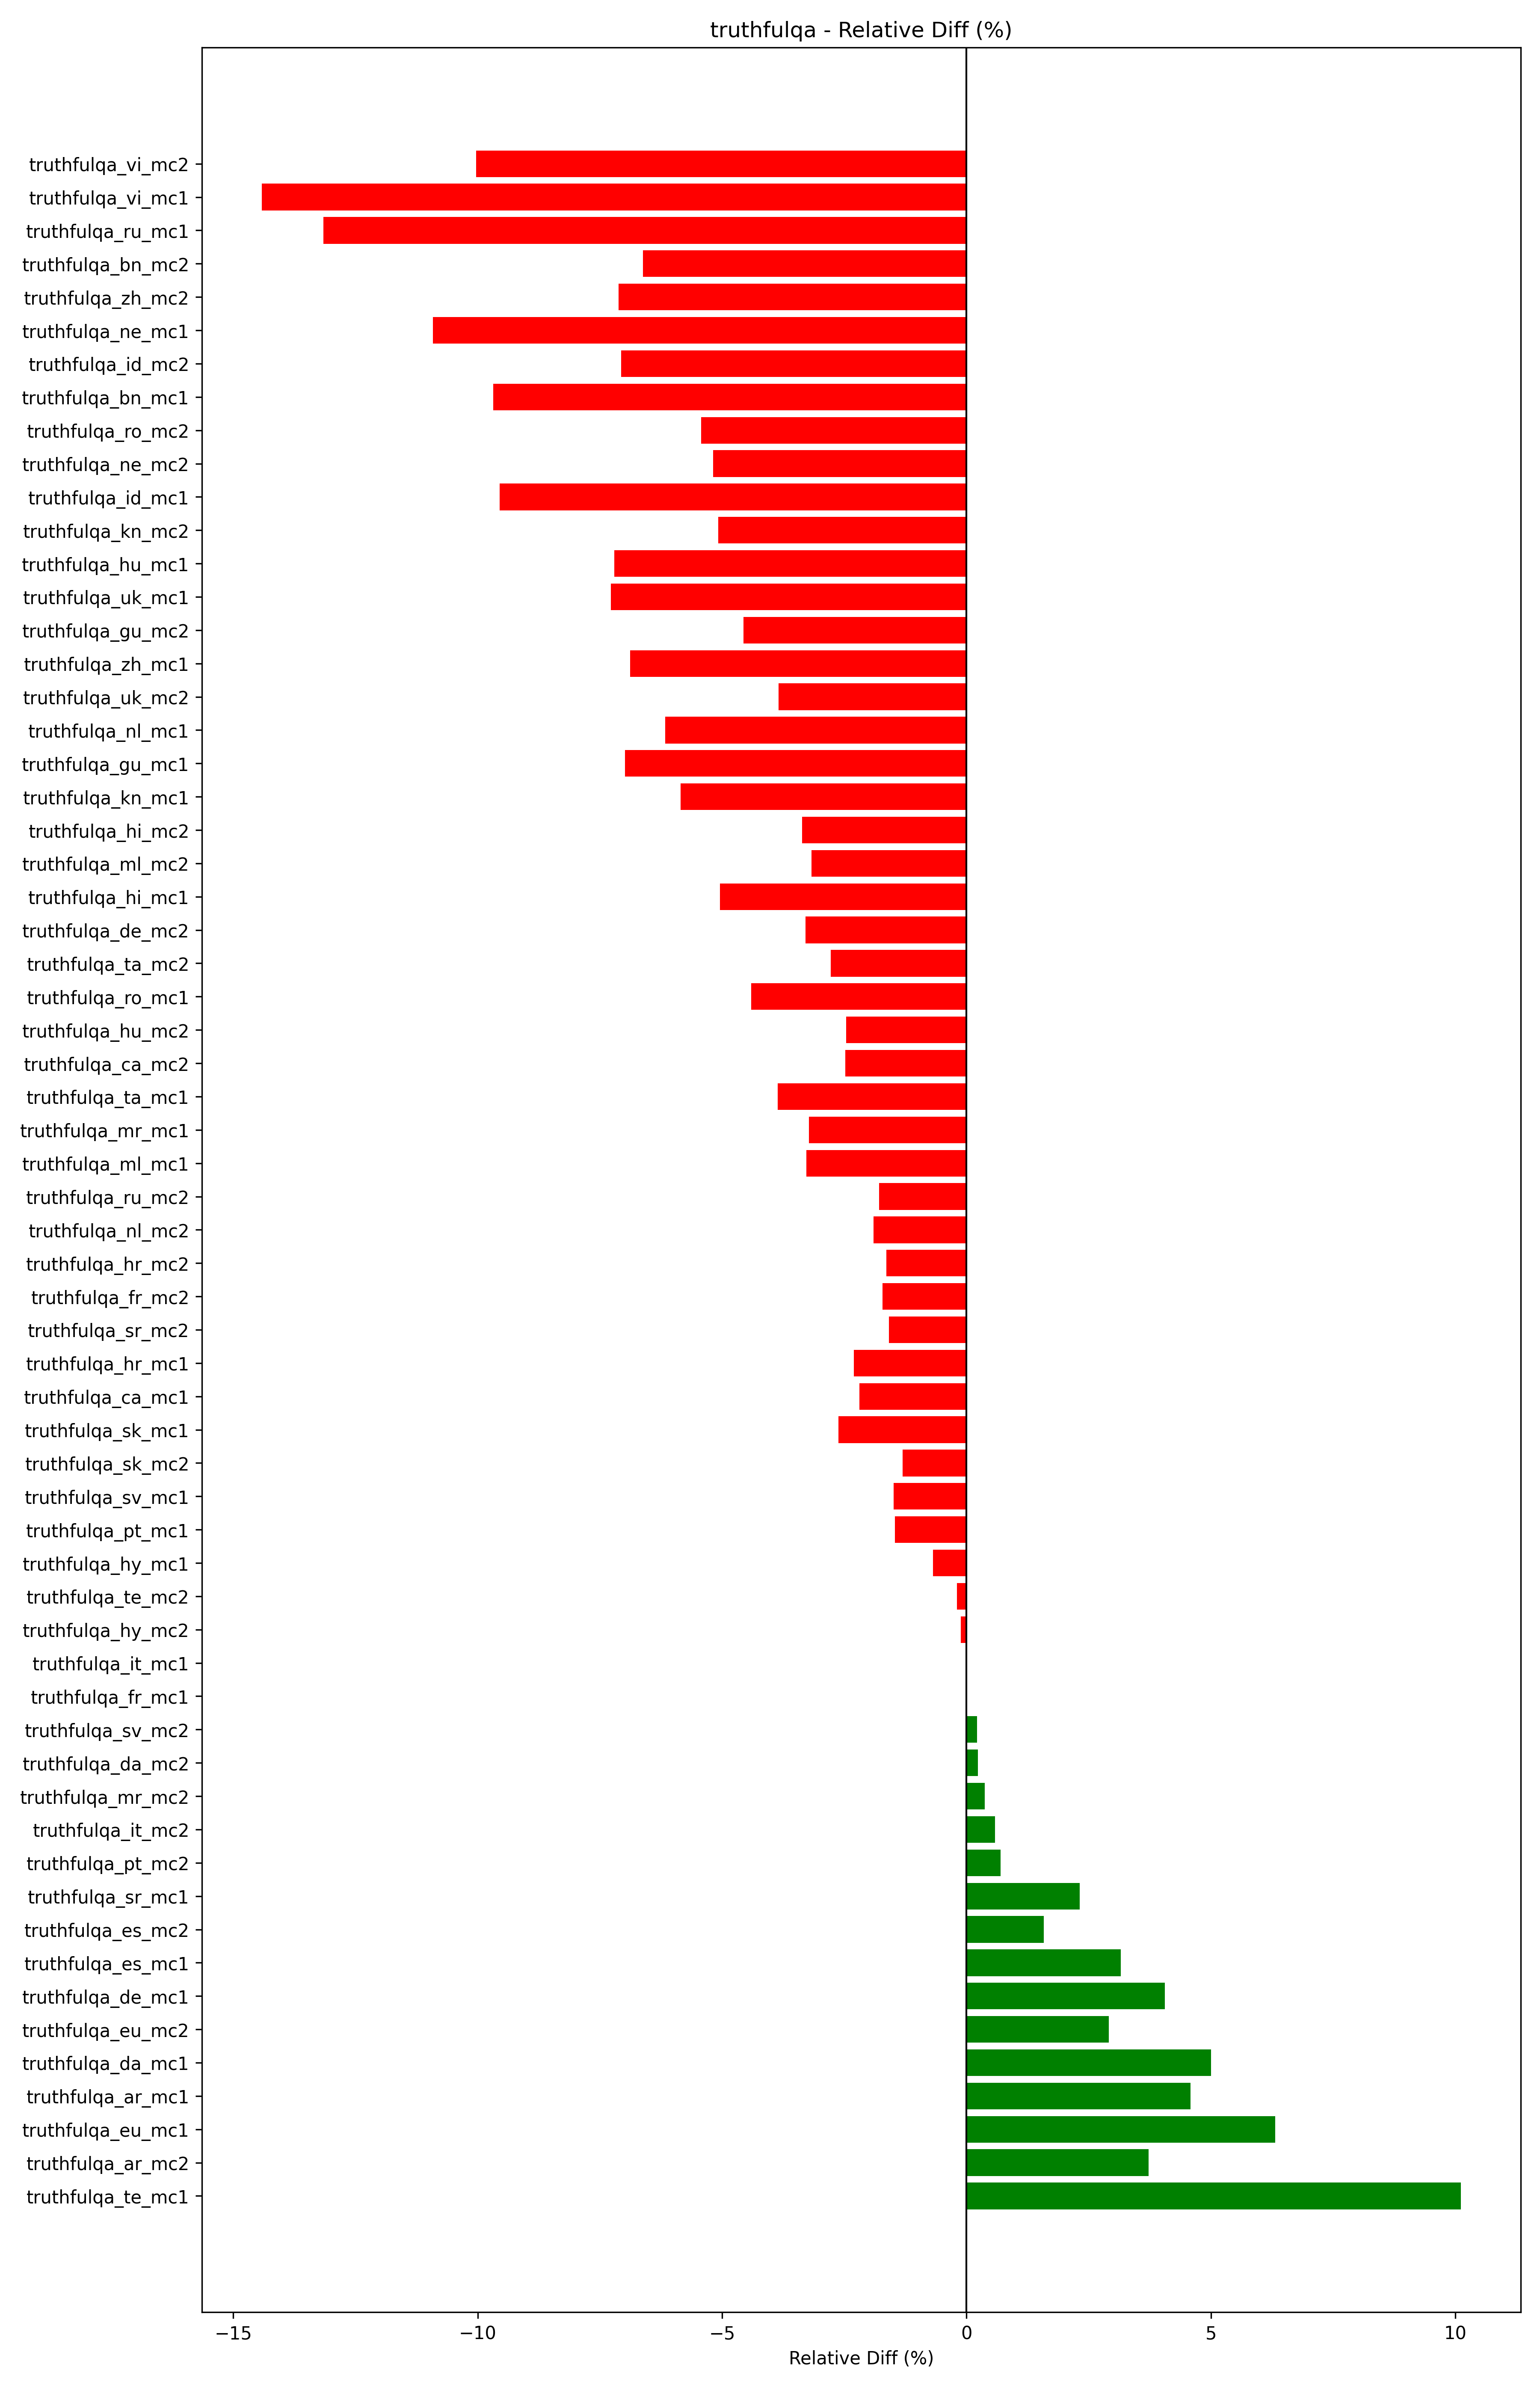 truthfulqa - Relative Diff (%)
truthfulqa_vi_mc2
truthfulqa_vi_mc1
truthfulqa_ru_mc1
truthfulqa_bn_mc2
truthfulqa_zh_mc2
truthfulqa_ne_mc1
truthfulqa_id_mc2
truthfulqa_bn_mc1
truthfulqa_ro_mc2
truthfulqa_ne_mc2
truthfulqa_id_mc1
truthfulqa_kn_mc2
truthfulqa_hu_mc1
truthfulqa_uk_mc1
truthfulqa_gu_mc2
truthfulqa_zh_mc1
truthfulqa_uk_mc2
truthfulqa_nl_mc1
truthfulqa_gu_mc1
truthfulqa_kn_mc1
truthfulqa_hi_mc2
truthfulqa_ml_mc2
truthfulqa_hi_mc1
truthfulqa_de_mc2
truthfulqa_ta_mc2
truthfulqa_ro_mc1
truthfulqa_hu_mc2
truthfulqa_ca_mc2
truthfulqa_ta_mc1
truthfulqa_mr_mc1
truthfulqa_ml_mc1
truthfulqa_ru_mc2
truthfulqa_nl_mc2
truthfulqa_hr_mc2
truthfulqa_fr_mc2
truthfulqa_sr_mc2
truthfulqa_hr_mc1
truthfulqa_ca_mc1
truthfulqa_sk_mc1
truthfulqa_sk_mc2
truthfulqa_sv_mc1
truthfulqa_pt_mc1
truthfulqa_hy_mc1
truthfulqa_te_mc2
truthfulqa_hy_mc2
truthfulqa_it_mc1
truthfulqa_fr_mc1
truthfulqa_sv_mc2
truthfulqa_da_mc2
truthfulqa_mr_mc2
truthfulqa_it_mc2
truthfulqa_pt_mc2
truthfulqa_sr_mc1
truthfulqa_es_mc2
truthfulqa_es_mc1
truthfulqa_de_mc1
truthfulqa_eu_mc2
truthfulqa_da_mc1
truthfulqa_ar_mc1
truthfulqa_eu_mc1
truthfulqa_ar_mc2
truthfulqa_te_mc1
−15 −10 −5 0 5 10
Relative Diff (%)